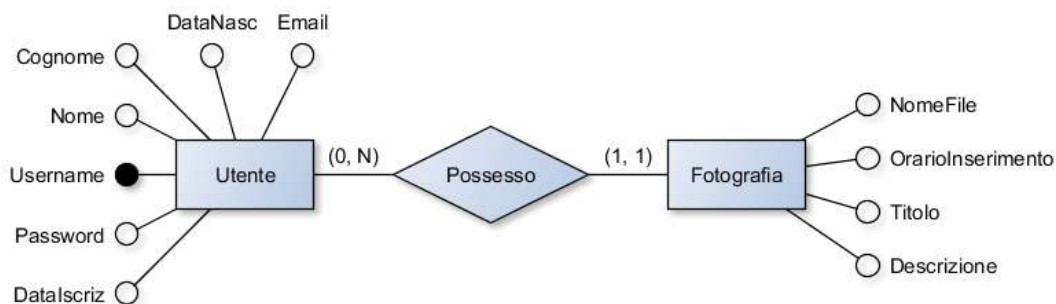 DataNasc
Email
Cognome
Nome
Username
Password
DataIscriz
Utente
(0, N)
Possesso
(1, 1)
Fotografia
NomeFile
OrarioInserimento
Titolo
Descrizione